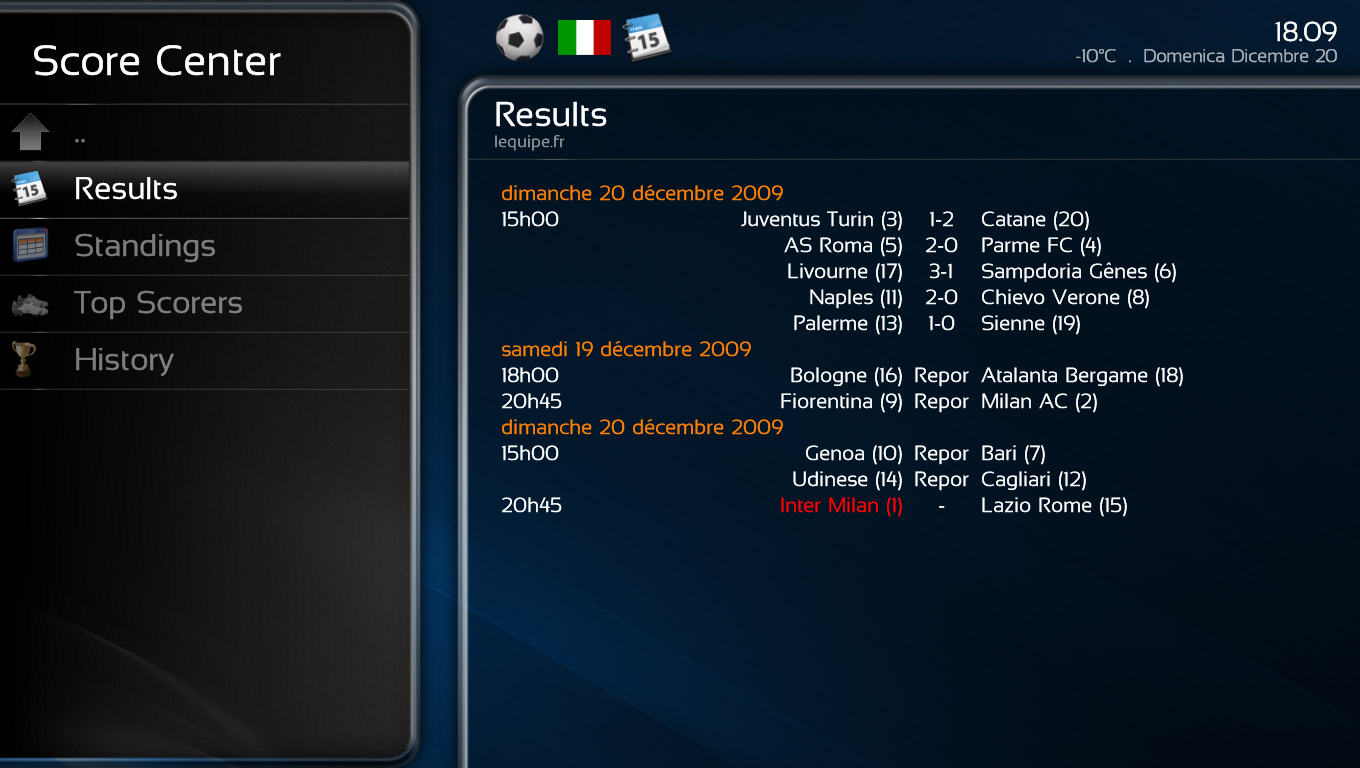 Score Center
..
Results
Standings
Top Scorers
History
15
18.09
-10°C . Domenica Dicembre 20
Results
lequipe.fr
dimanche 20 décembre 2009
15h00 Juventus Turin (3) 1-2 Catane (20)
AS Roma (5) 2-0 Parme FC (4)
Livourne (17) 3-1 Sampdoria Gênes (6)
Naples (11) 2-0 Chievo Verone (8)
Palerme (13) 1-0 Sienne (19)
samedi 19 décembre 2009
18h00 Bologne (16) Repor Atalanta Bergame (18)
20h45 Fiorentina (9) Repor Milan AC (2)
dimanche 20 décembre 2009
15h00 Genoa (10) Repor Bari (7)
Udinese (14) Repor Cagliari (12)
20h45 Inter Milan (1) - Lazio Rome (15)